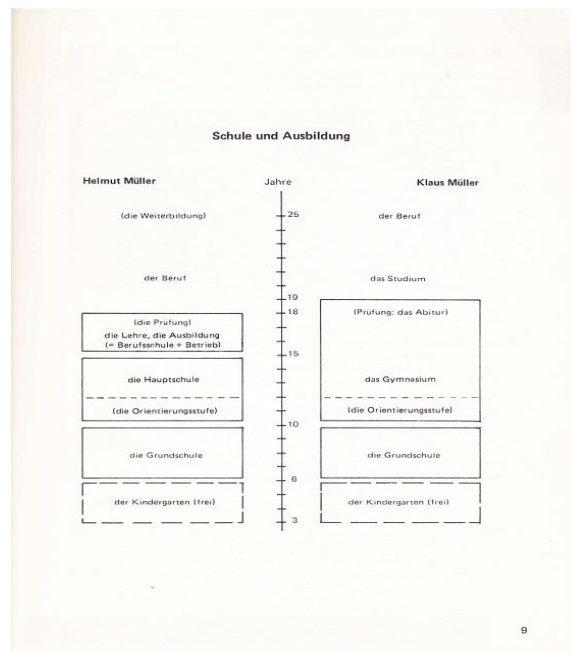 Schule und Ausbildung
Helmut Müller
Jahre
Klaus Müller
(die Weiterbildung)
25
der Beruf
der Beruf
das Studium
19
18
(die Prüfung)
die Lehre, die Ausbildung
(= Berufsschule + Betrieb)
(Prüfung: das Abitur)
15
die Hauptschule
das Gymnasium
(die Orientierungsstufe)
(die Orientierungsstufe)
10
die Grundschule
die Grundschule
6
der Kindergarten (frei)
der Kindergarten (frei)
3
9